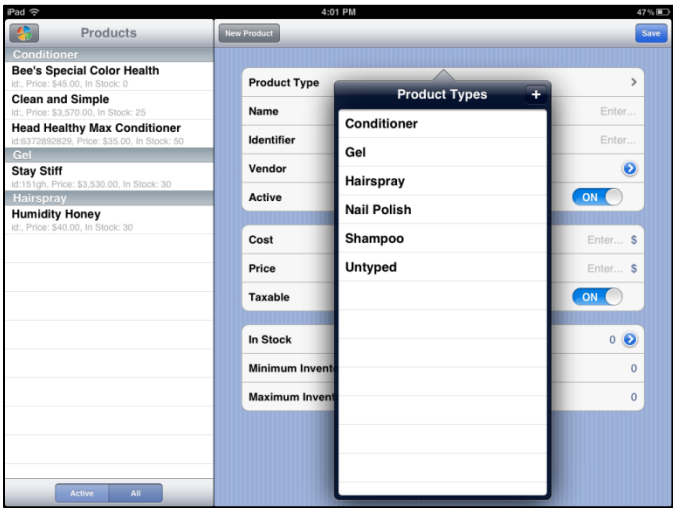 iPad 4:01 PM 47%
Products
New Product
Save
Conditioner
Bee's Special Color Health
id:, Price: $45.00, In Stock: 0
Clean and Simple
id:, Price: $3,570.00, In Stock: 25
Head Healthy Max Conditioner
id:6372892829, Price: $35.00, In Stock: 50
Gel
Stay Stiff
id:151gh, Price: $3,530.00, In Stock: 30
Hairspray
Humidity Honey
id:, Price: $40.00, In Stock: 30
Active All
Product Type
Name Enter...
Identifier Enter...
Vendor
Active ON
Cost Enter... $
Price Enter... $
Taxable ON
In Stock 0
Minimum Invent 0
Maximum Invent 0
Product Types +
Conditioner
Gel
Hairspray
Nail Polish
Shampoo
Untyped